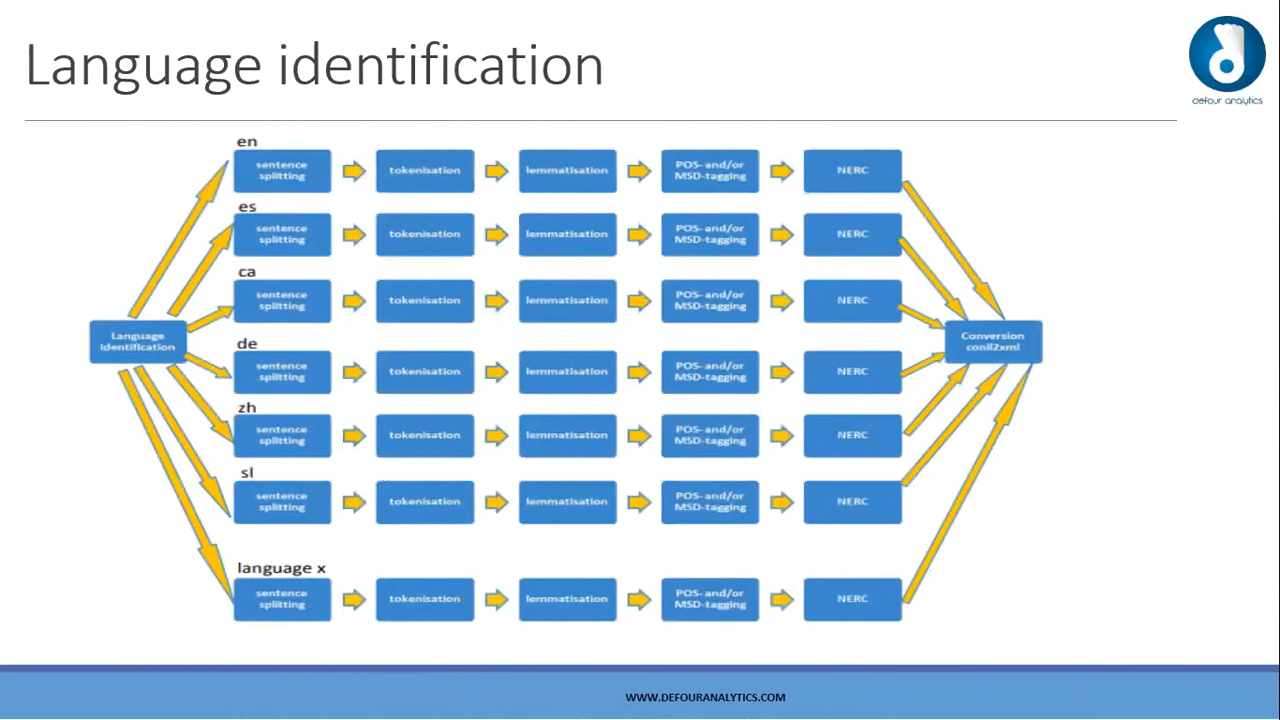 Language identification
defour analytics
en
sentence
splitting
tokenisation
lemmatisation
POS- and/or
MSD-tagging
NERC
es
sentence
splitting
tokenisation
lemmatisation
POS- and/or
MSD-tagging
NERC
ca
sentence
splitting
tokenisation
lemmatisation
POS- and/or
MSD-tagging
NERC
Language
identification
Conversion
conll2xml
de
sentence
splitting
tokenisation
lemmatisation
POS- and/or
MSD-tagging
NERC
zh
sentence
splitting
tokenisation
lemmatisation
POS- and/or
MSD-tagging
NERC
sl
sentence
splitting
tokenisation
lemmatisation
POS- and/or
MSD-tagging
NERC
language x
sentence
splitting
tokenisation
lemmatisation
POS- and/or
MSD-tagging
NERC
WWW.DEFOURANALYTICS.COM